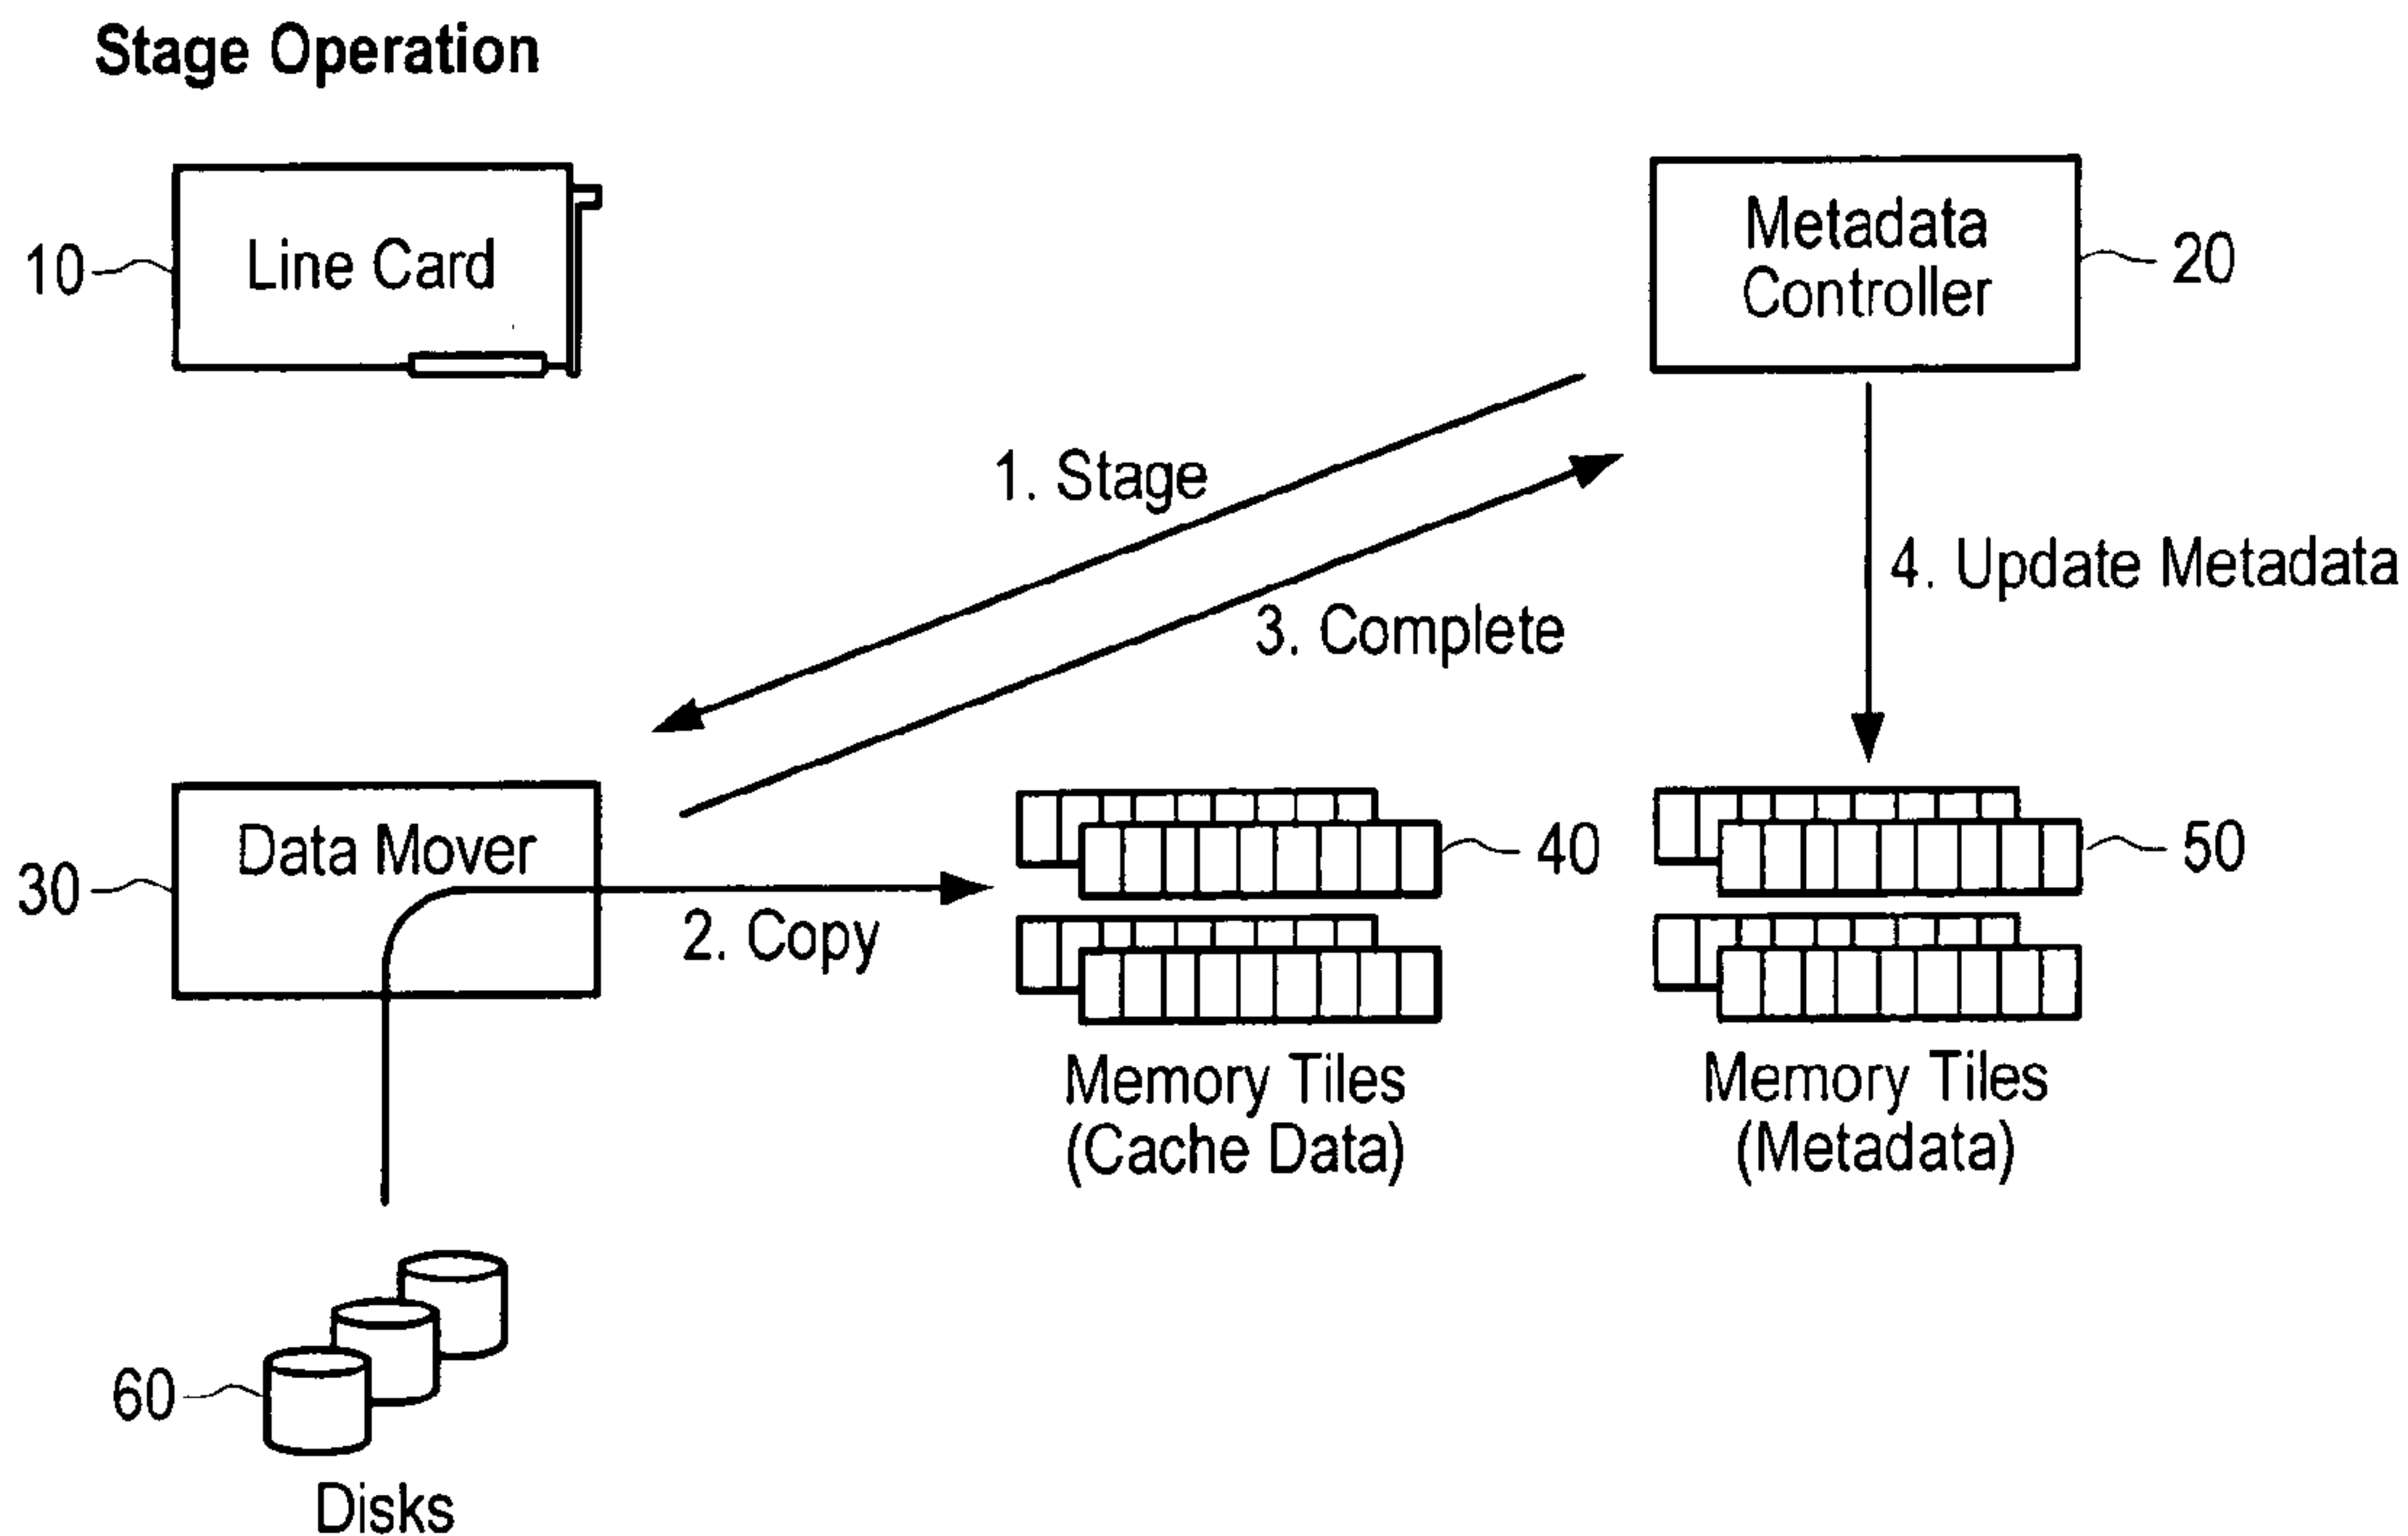 Stage Operation
Line Card
10
Metadata
Controller
20
1. Stage
3. Complete
4. Update Metadata
Data Mover
30
2. Copy
40
50
Memory Tiles
(Cache Data)
Memory Tiles
(Metadata)
60
Disks